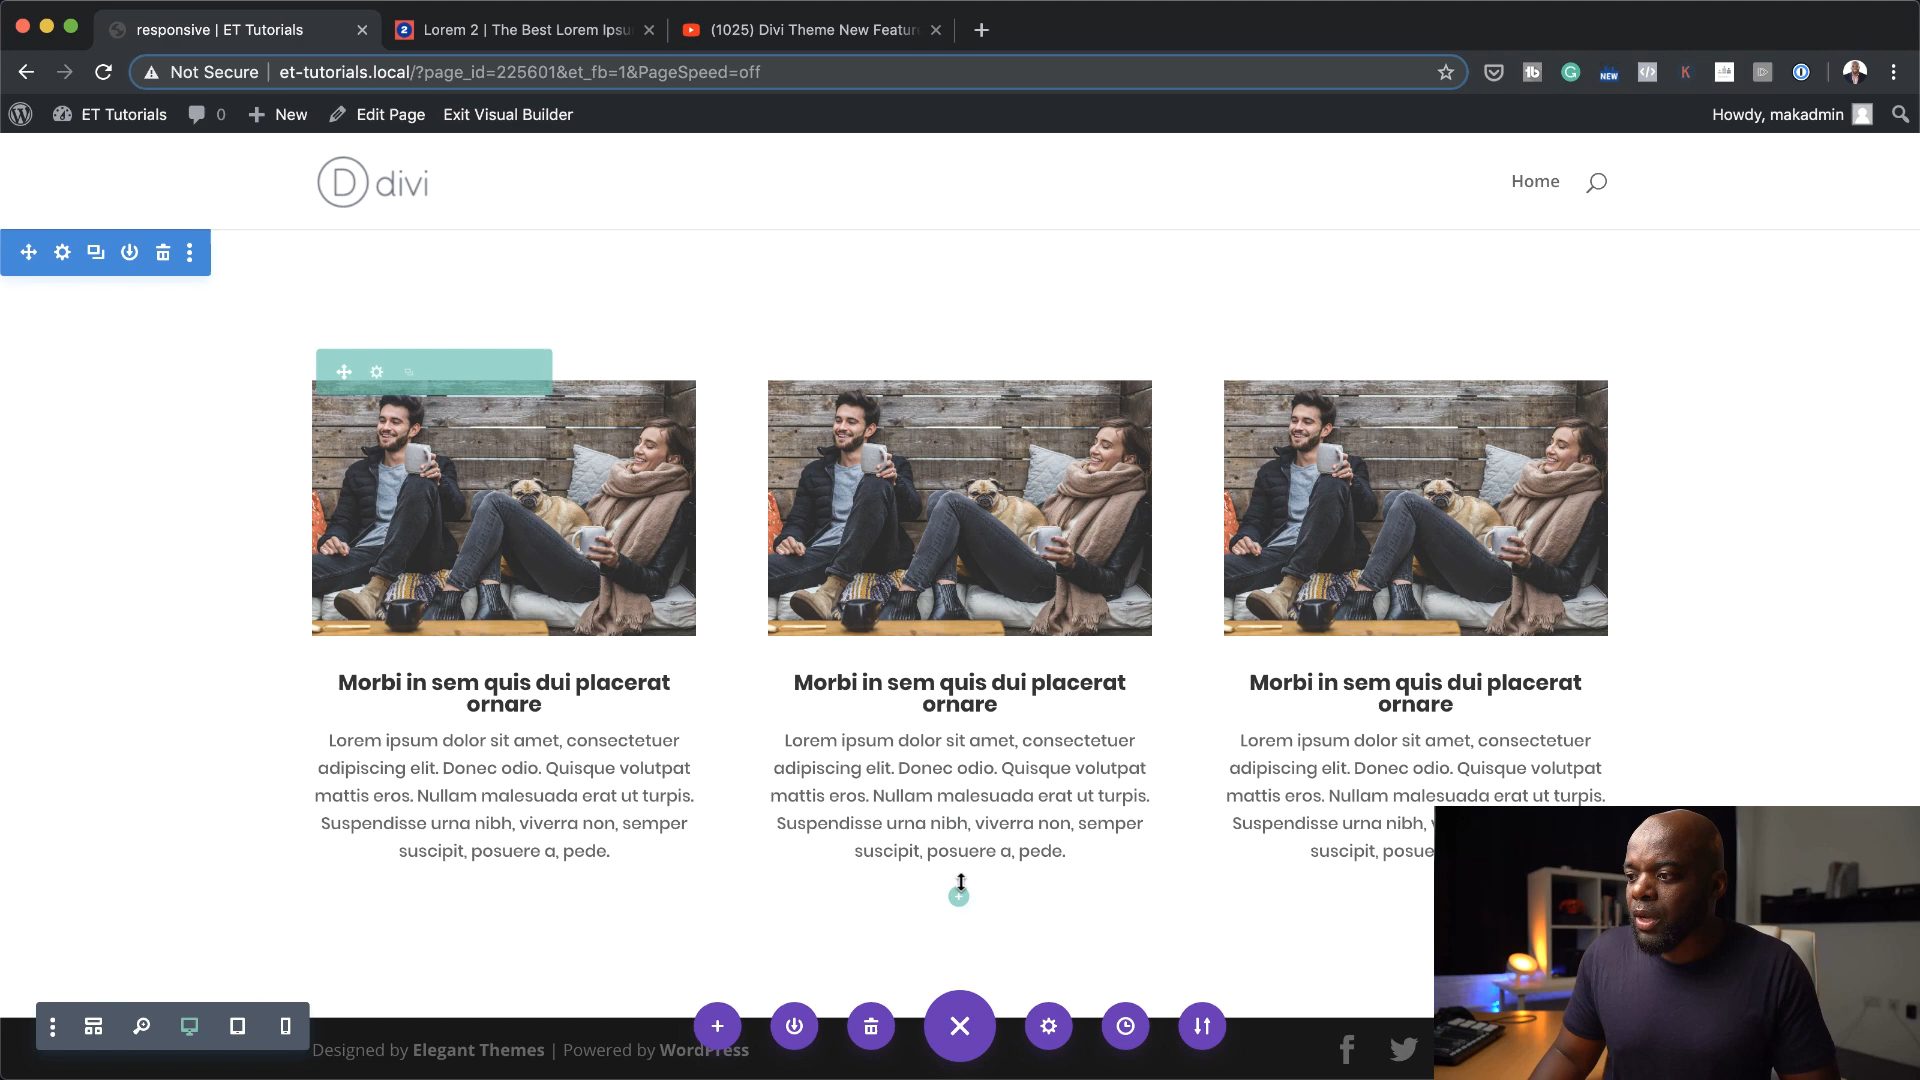 responsive | ET Tutorials
Lorem 2 | The Best Lorem Ipsu
(1025) Divi Theme New Featur
Not Secure
et-tutorials.local/?page_id=225601&et_fb=1&PageSpeed=off
NEW
ET Tutorials
0
New
Edit Page
Exit Visual Builder
Howdy, makadmin
D divi
Home
Morbi in sem quis dui placerat
ornare
Lorem ipsum dolor sit amet, consectetuer
adipiscing elit. Donec odio. Quisque volutpat
mattis eros. Nullam malesuada erat ut turpis.
Suspendisse urna nibh, viverra non, semper
suscipit, posuere a, pede.
Morbi in sem quis dui placerat
ornare
Lorem ipsum dolor sit amet, consectetuer
adipiscing elit. Donec odio. Quisque volutpat
mattis eros. Nullam malesuada erat ut turpis.
Suspendisse urna nibh, viverra non, semper
suscipit, posuere a, pede.
Morbi in sem quis dui placerat
ornare
Lorem ipsum dolor sit amet, consectetuer
adipiscing elit. Donec odio. Quisque volutpat
mattis eros. Nullam malesuada erat ut turpis.
Suspendisse urna nibh,
suscipit, posue
Designed by Elegant Themes | Powered by WordPress